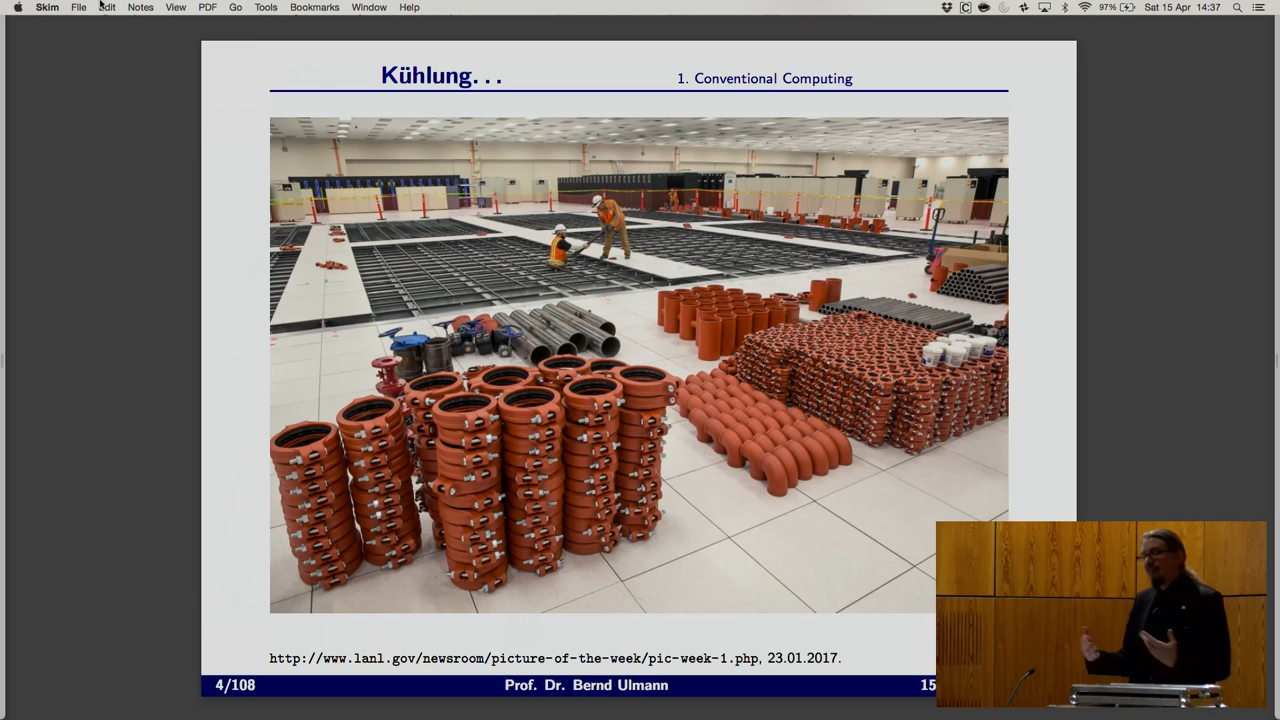 Skim File Edit Notes View PDF Go Tools Bookmarks Window Help 97% Sat 15 Apr 14:37
Kühlung... 1. Conventional Computing
http://www.lanl.gov/newsroom/picture-of-the-week/pic-week-1.php, 23.01.2017.
4/108 Prof. Dr. Bernd Ulmann 15